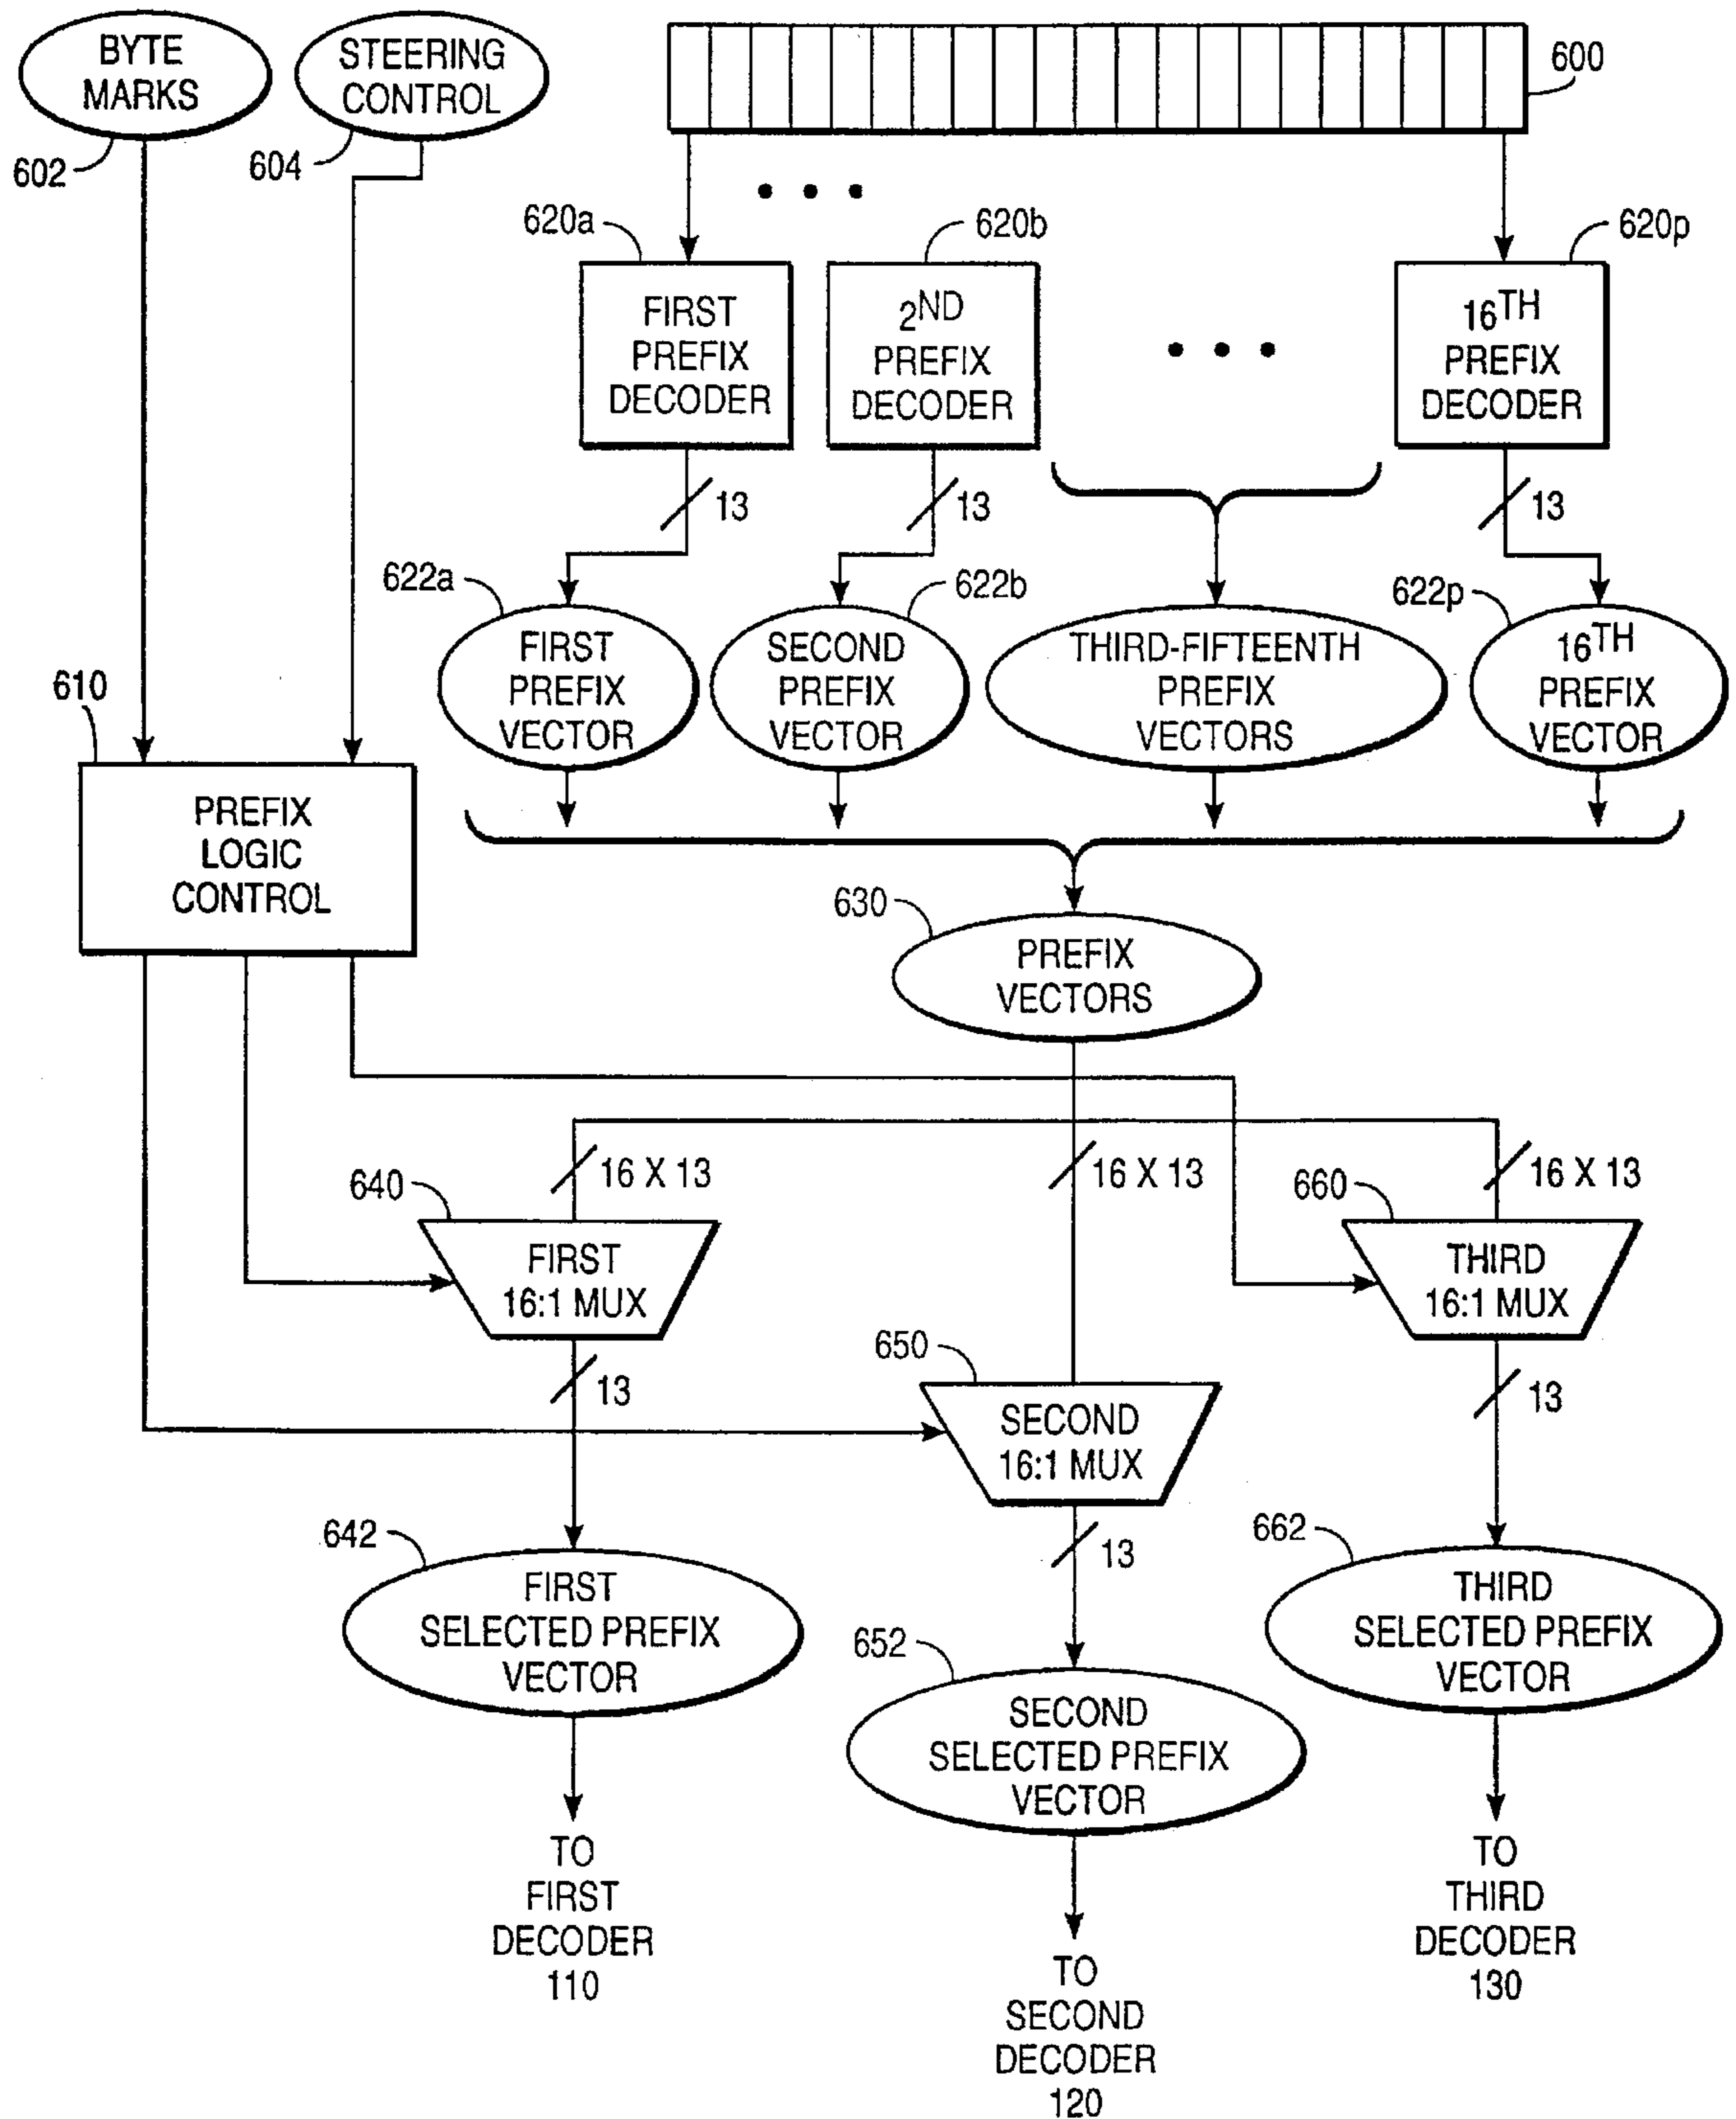 BYTE
MARKS
STEERING
CONTROL
600
602
604
620a
620b
620p
FIRST
PREFIX
DECODER
2ND
PREFIX
DECODER
16TH
PREFIX
DECODER
13
13
13
622a
622b
622p
FIRST
PREFIX
VECTOR
SECOND
PREFIX
VECTOR
THIRD-FIFTEENTH
PREFIX
VECTORS
16TH
PREFIX
VECTOR
610
PREFIX
LOGIC
CONTROL
630
PREFIX
VECTORS
640
16 X 13
16 X 13
660
16 X 13
FIRST
16:1 MUX
THIRD
16:1 MUX
13
650
13
SECOND
16:1 MUX
642
13
662
FIRST
SELECTED PREFIX
VECTOR
652
THIRD
SELECTED PREFIX
VECTOR
SECOND
SELECTED PREFIX
VECTOR
TO
FIRST
DECODER
110
TO
THIRD
DECODER
130
TO
SECOND
DECODER
120